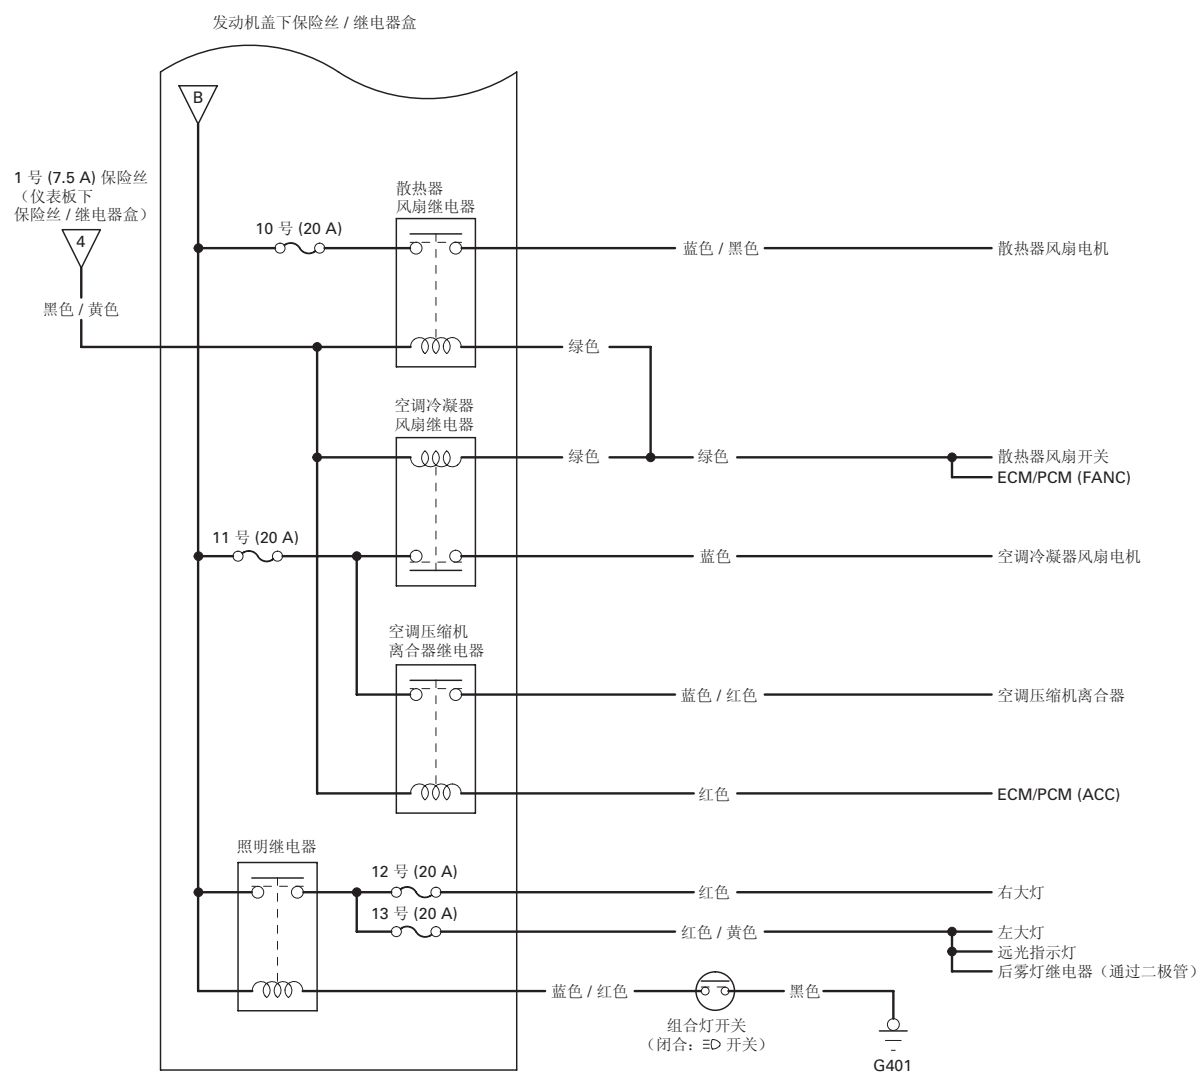 发动机盖下保险丝 / 继电器盒
B
1 号 (7.5 A) 保险丝
（仪表板下
保险丝 / 继电器盒）
4
黑色 / 黄色
10 号 (20 A)
散热器
风扇继电器
蓝色 / 黑色
散热器风扇电机
绿色
空调冷凝器
风扇继电器
绿色
绿色
散热器风扇开关
ECM/PCM (FANC)
11 号 (20 A)
蓝色
空调冷凝器风扇电机
空调压缩机
离合器继电器
蓝色 / 红色
空调压缩机离合器
红色
ECM/PCM (ACC)
照明继电器
12 号 (20 A)
红色
右大灯
13 号 (20 A)
红色 / 黄色
左大灯
远光指示灯
后雾灯继电器（通过二极管）
蓝色 / 红色
黑色
组合灯开关
（闭合： 开关）
G401